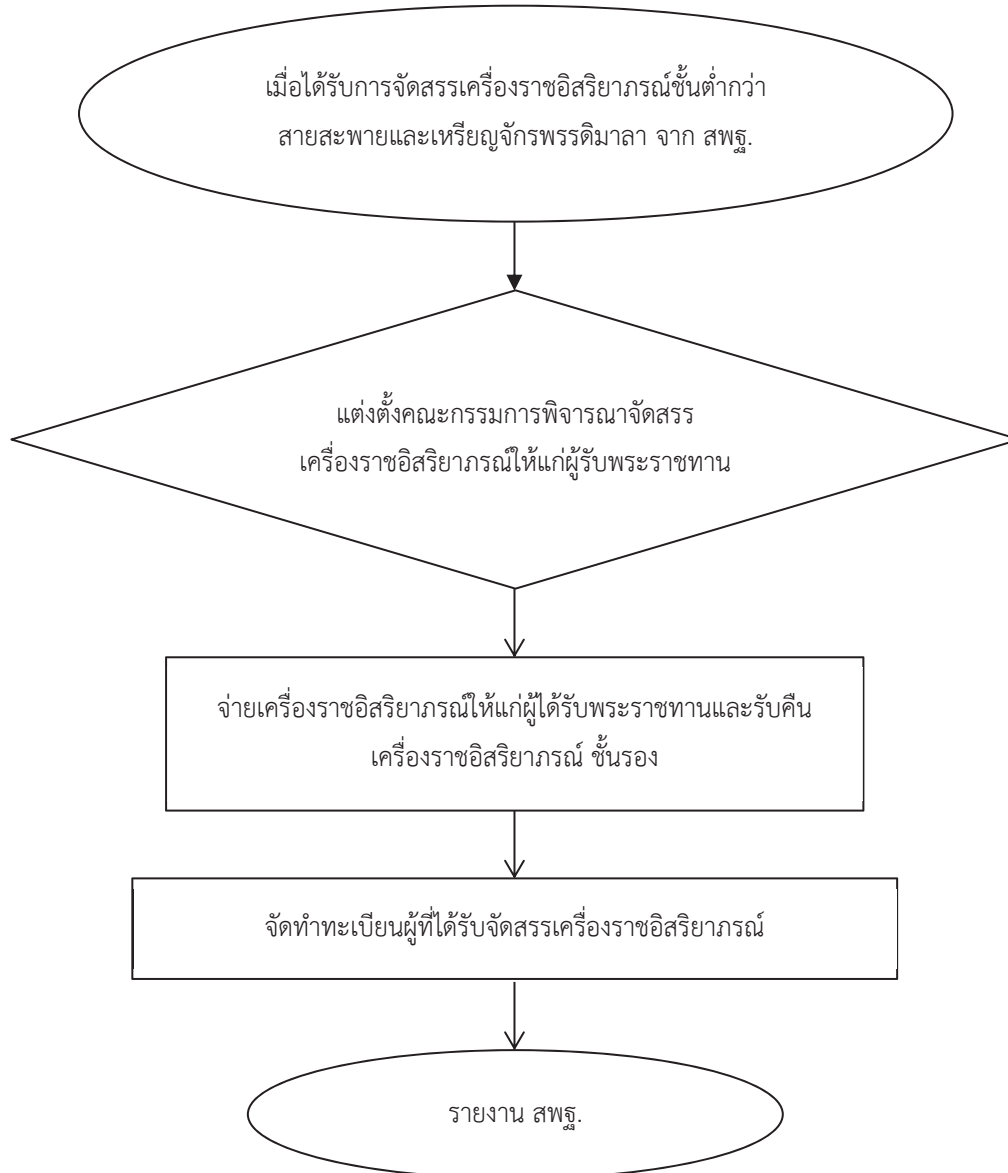 เมื่อได้รับการจัดสรรเครื่องราชอิสริยาภรณ์ชั้นต่ำกว่า
สายสะพายและเหรียญจักรพรรดิมาลา จาก สพฐ.
แต่งตั้งคณะกรรมการพิจารณาจัดสรร
เครื่องราชอิสริยาภรณ์ให้แก่ผู้รับพระราชทาน
จ่ายเครื่องราชอิสริยาภรณ์ให้แก่ผู้ได้รับพระราชทานและรับคืน
เครื่องราชอิสริยาภรณ์ ชั้นรอง
จัดทำทะเบียนผู้ที่ได้รับจัดสรรเครื่องราชอิสริยาภรณ์
รายงาน สพฐ.